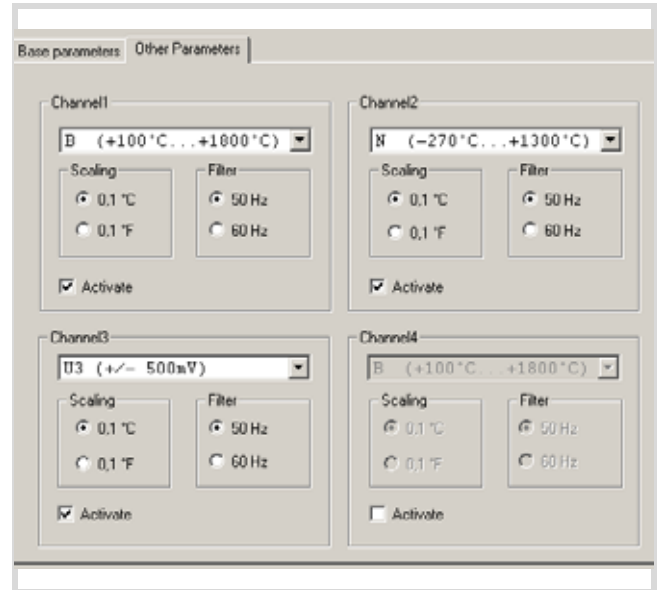 Base parameters Other Parameters
Channel1
B (+100°C...+1800°C)
Scaling Filter
0,1 °C 50 Hz
0,1 °F 60 Hz
Activate
Channel2
N (-270°C...+1300°C)
Scaling Filter
0,1 °C 50 Hz
0,1 °F 60 Hz
Activate
Channel3
U3 (+/- 500mV)
Scaling Filter
0,1 °C 50 Hz
0,1 °F 60 Hz
Activate
Channel4
B (+100°C...+1800°C)
Scaling Filter
0,1 °C 50 Hz
0,1 °F 60 Hz
Activate